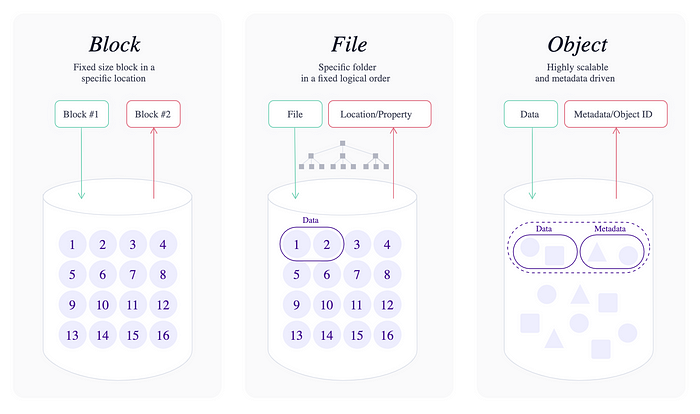 Block
Fixed size block in a
specific location
Block #1
Block #2
1 2 3 4
5 6 7 8
9 10 11 12
13 14 15 16
File
Specific folder
in a fixed logical order
File
Location/Property
Data
1 2 3 4
5 6 7 8
9 10 11 12
13 14 15 16
Object
Highly scalable
and metadata driven
Data
Metadata/Object ID
Data
Metadata